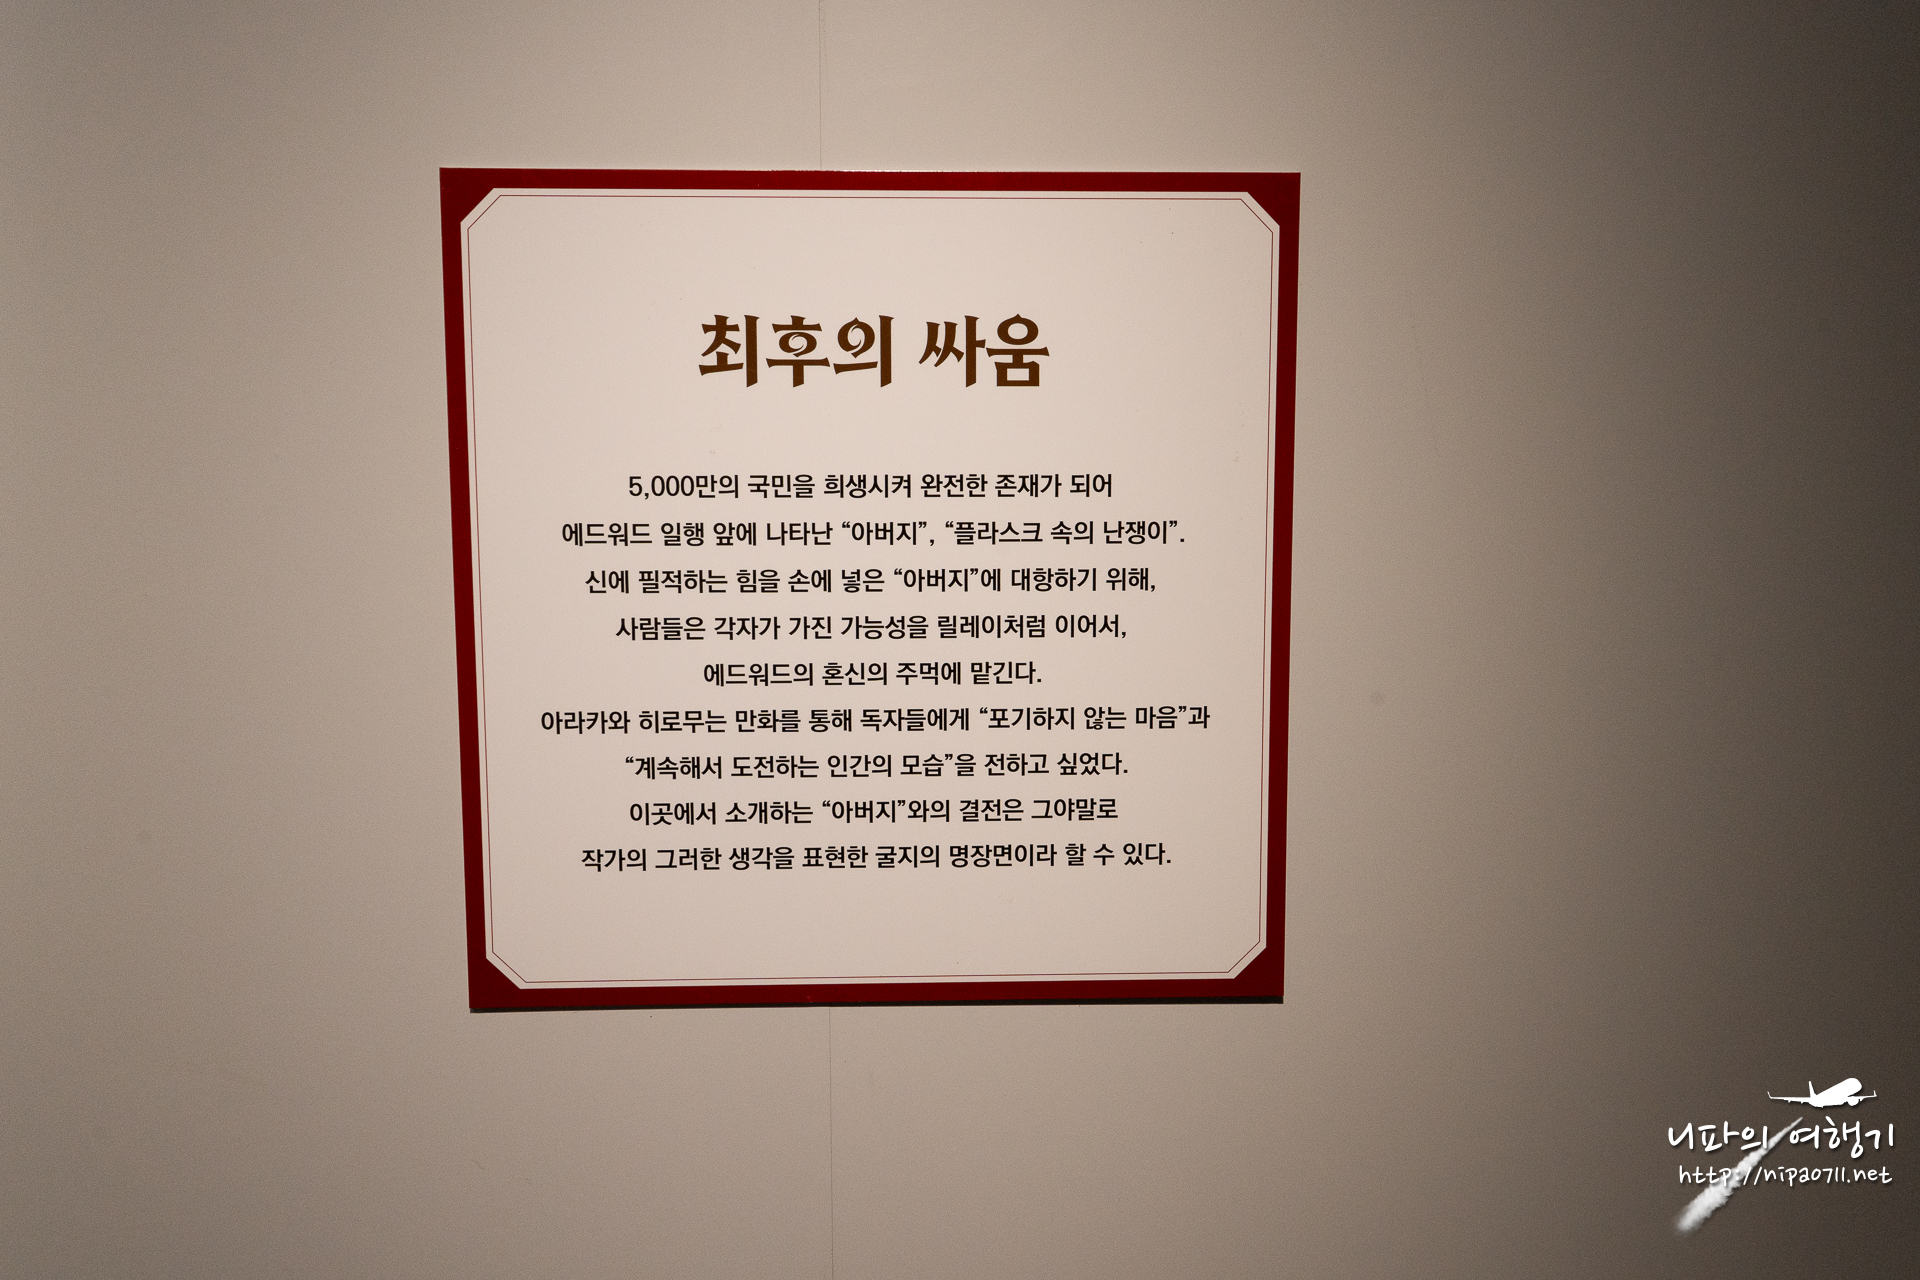 최후의 싸움
5,000만의 국민을 희생시켜 완전한 존재가 되어
에드워드 일행 앞에 나타난 “아버지”, “플라스크 속의 난쟁이”.
신에 필적하는 힘을 손에 넣은 “아버지”에 대항하기 위해,
사람들은 각자가 가진 가능성을 릴레이처럼 이어서,
에드워드의 혼신의 주먹에 맡긴다.
아라카와 히로무는 만화를 통해 독자들에게 “포기하지 않는 마음”과
“계속해서 도전하는 인간의 모습”을 전하고 싶었다.
이곳에서 소개하는 “아버지”와의 결전은 그야말로
작가의 그러한 생각을 표현한 굴지의 명장면이라 할 수 있다.
니파의 여행기
http://nipa0711.net